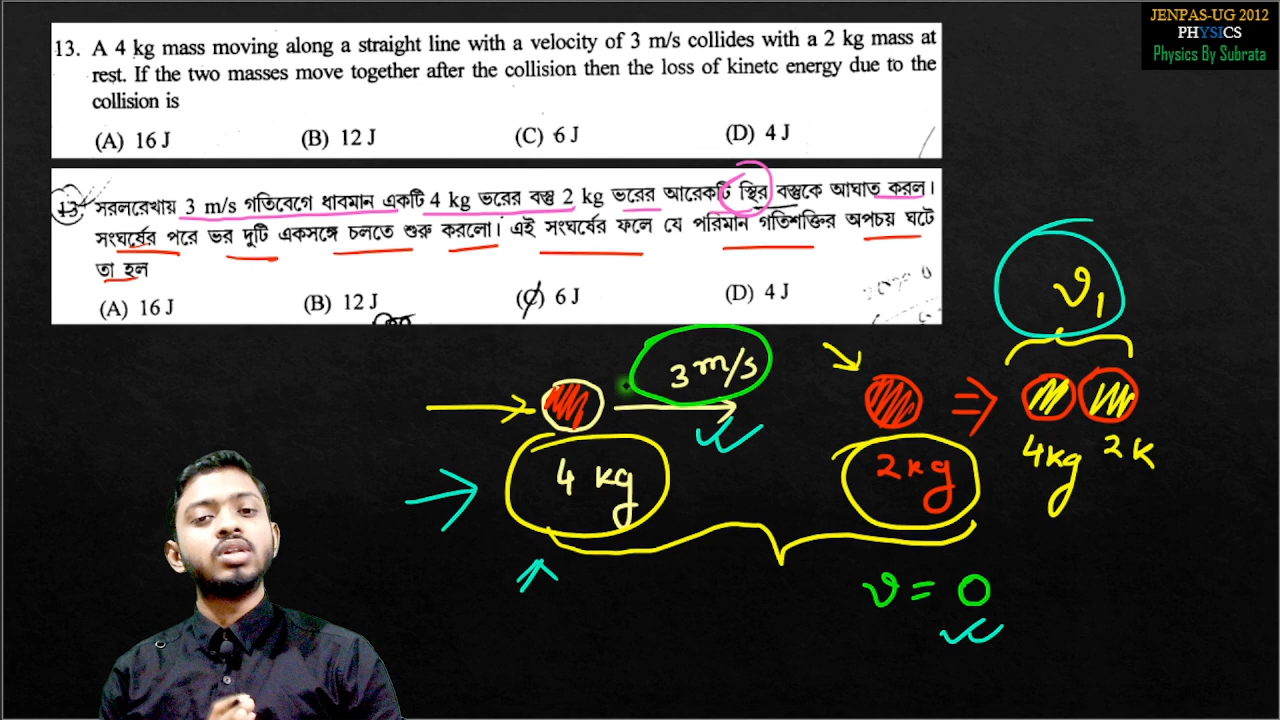 JENPAS-UG 2012
PHYSICS
Physics By Subrata
13. A 4 kg mass moving along a straight line with a velocity of 3 m/s collides with a 2 kg mass at
rest. If the two masses move together after the collision then the loss of kinetc energy due to the
collision is
(A) 16 J (B) 12 J (C) 6 J (D) 4 J
13. সরলরেখায় 3 m/s গতিবেগে ধাবমান একটি 4 kg ভরের বস্তু 2 kg ভরের আরেকটি স্থির বস্তুকে আঘাত করল।
সংঘর্ষের পরে ভর দুটি একসঙ্গে চলতে শুরু করলো। এই সংঘর্ষের ফলে যে পরিমান গতিশক্তির অপচয় ঘটে
তা হল
(A) 16 J (B) 12 J (C) 6 J (D) 4 J
v₁
3 m/s
4 kg
2 kg
4kg 2 K
v = 0